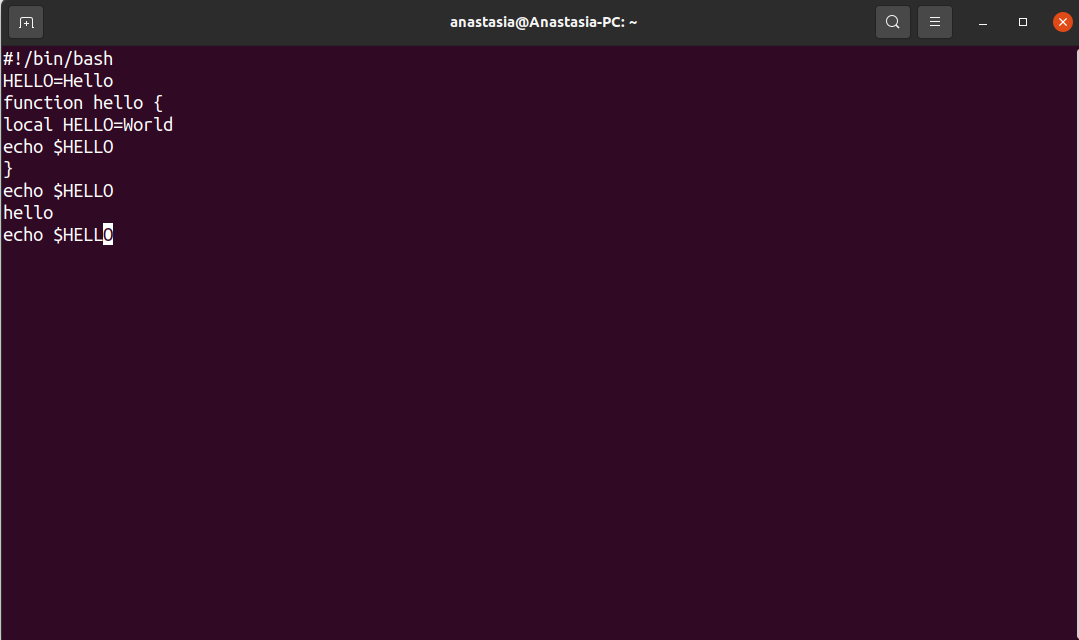 anastasia@Anastasia-PC: ~
#!/bin/bash
HELLO=Hello
function hello {
local HELLO=World
echo $HELLO
}
echo $HELLO
hello
echo $HELLO